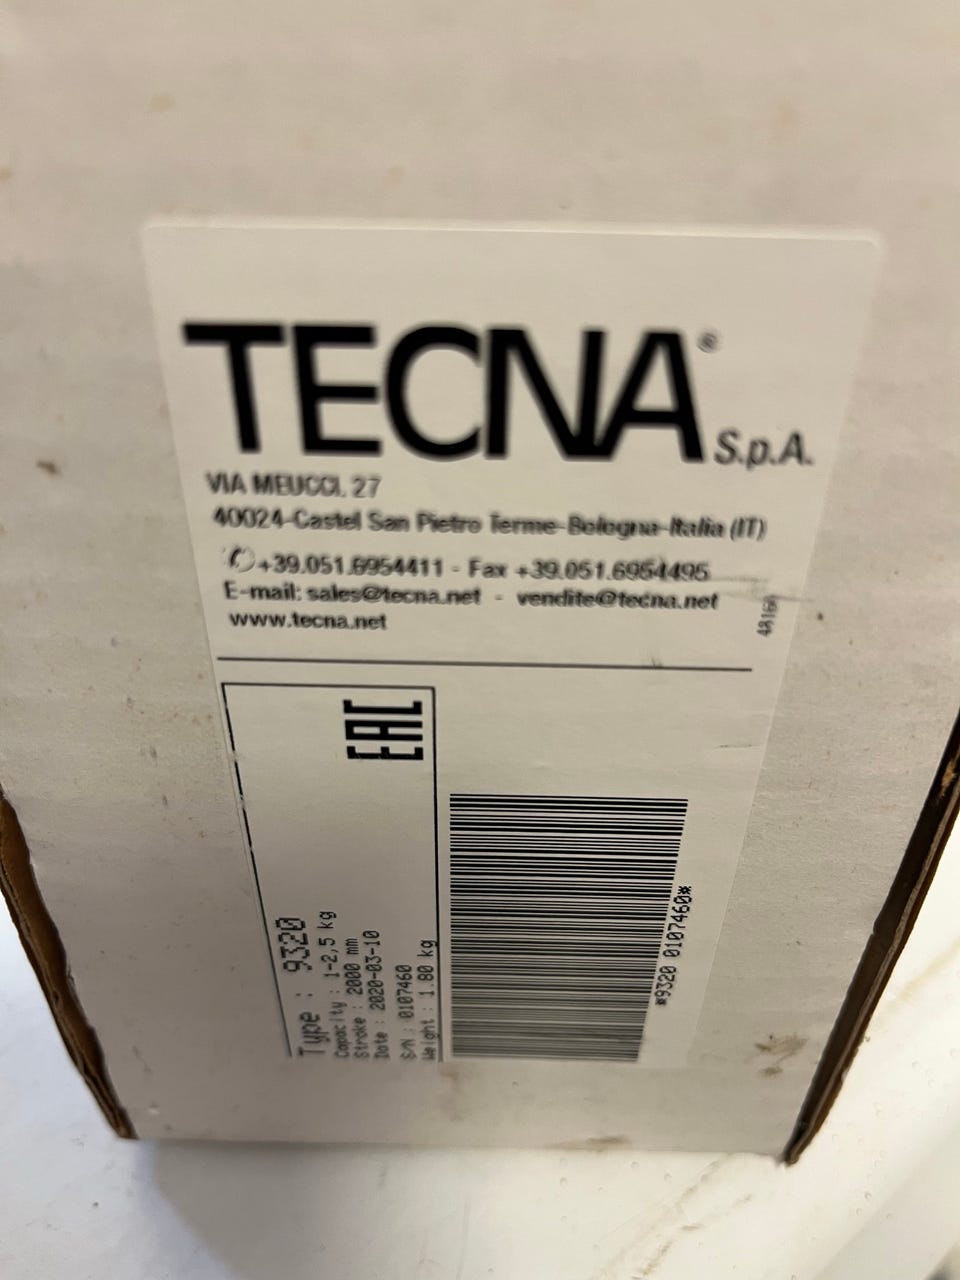 TECNA® S.p.A.
VIA MEUCCI, 27
40024-Castel San Pietro Terme-Bologna-Italia (IT)
✆+39.051.6954411 - Fax +39.051.6954495
E-mail: sales@tecna.net - vendite@tecna.net
www.tecna.net
EAC
Type : 9320
Capacity : 1-2,5 kg
Stroke : 2000 mm
Date : 2020-03-10
S/N : 0107460
Weight : 1.80 kg
*9320 0107460*